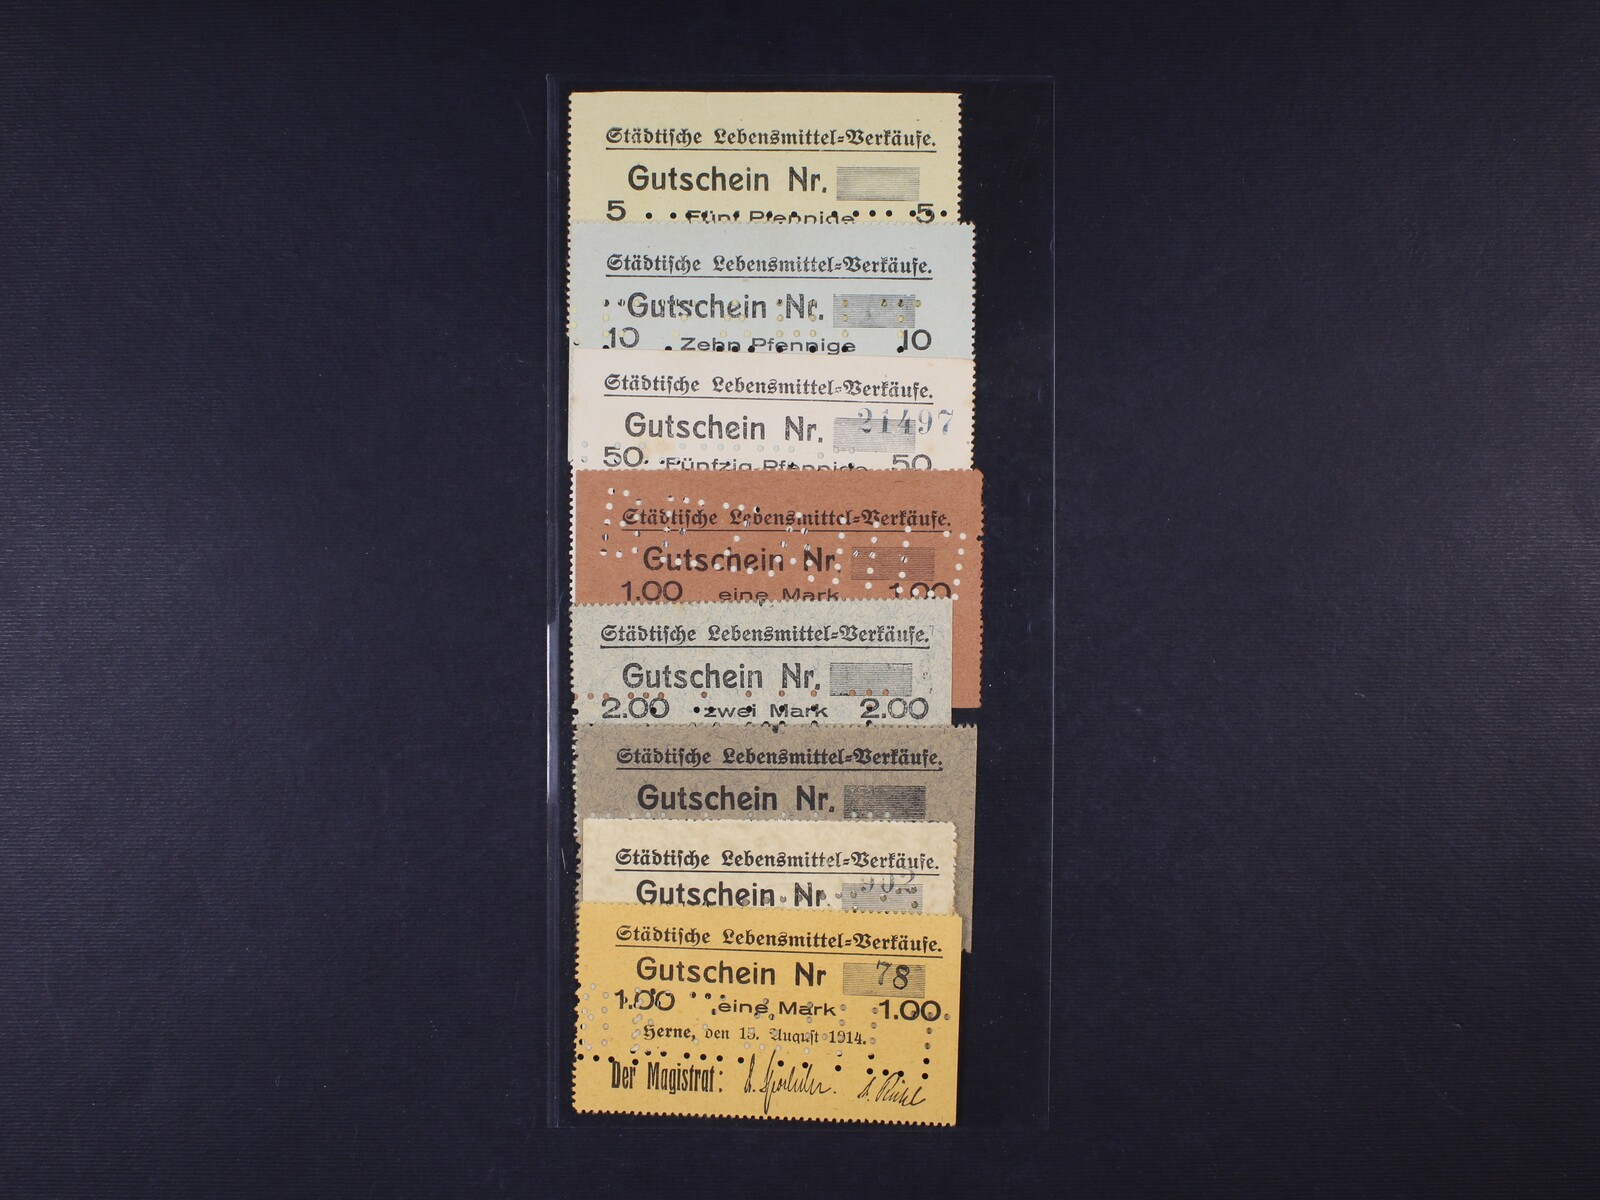 Städtische Lebensmittel=Verkäufe.
Gutschein Nr.
5 Fünf Pfennige 5
Städtische Lebensmittel=Verkäufe.
Gutschein Nr.
10 Zehn Pfennige 10
Städtische Lebensmittel=Verkäufe.
Gutschein Nr. 21497
50 Fünfzig Pfennige 50
Städtische Lebensmittel=Verkäufe.
Gutschein Nr.
1.00 eine Mark 1.00
Städtische Lebensmittel=Verkäufe.
Gutschein Nr.
2.00 zwei Mark 2.00
Städtische Lebensmittel=Verkäufe.
Gutschein Nr.
Städtische Lebensmittel=Verkäufe.
Gutschein Nr. 902
Städtische Lebensmittel=Verkäufe.
Gutschein Nr 78
1.00 eine Mark 1.00
Herne, den 15. August 1914.
Der Magistrat: